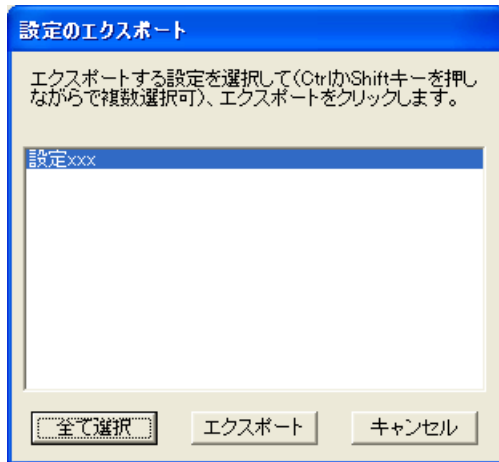 設定のエクスポート
エクスポートする設定を選択して(CtrlかShiftキーを押し
ながらで複数選択可)、エクスポートをクリックします。
設定xxx
全て選択 エクスポート キャンセル